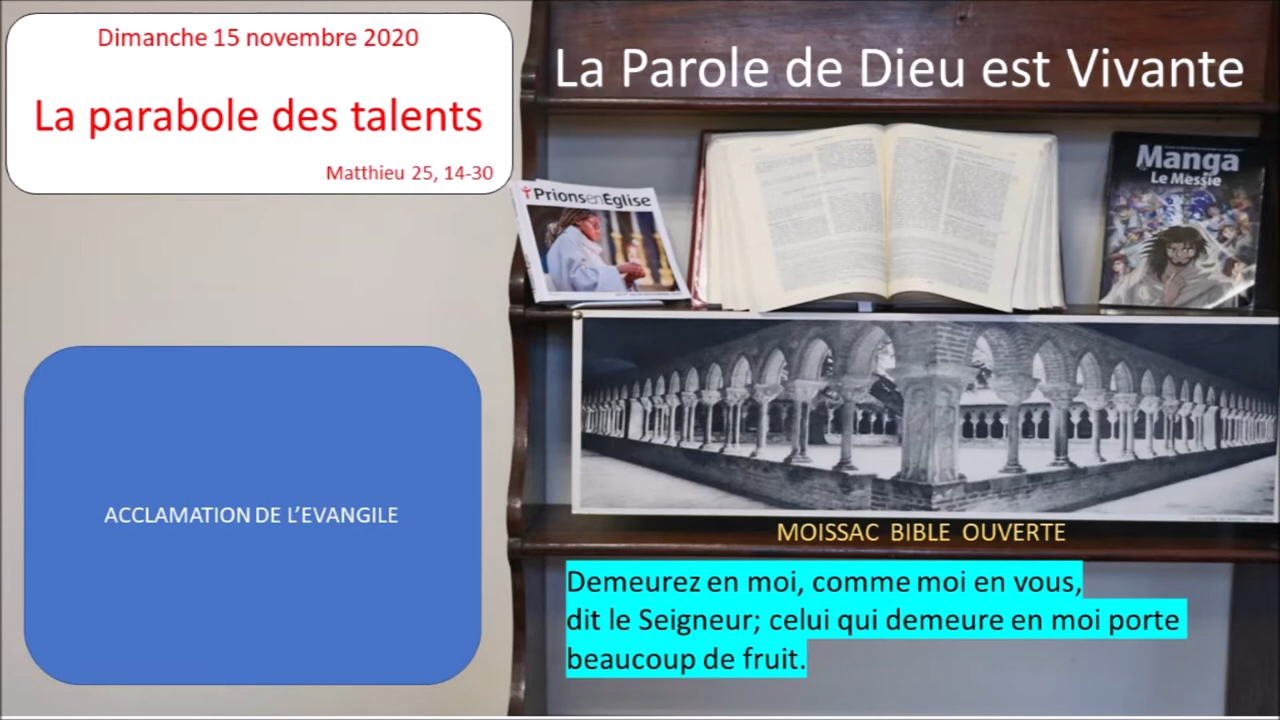 Dimanche 15 novembre 2020
La parabole des talents
Matthieu 25, 14-30
La Parole de Dieu est Vivante
PrionsenÉglise
Manga
Le Messie
MOISSAC BIBLE OUVERTE
ACCLAMATION DE L’EVANGILE
Demeurez en moi, comme moi en vous,
dit le Seigneur; celui qui demeure en moi porte
beaucoup de fruit.